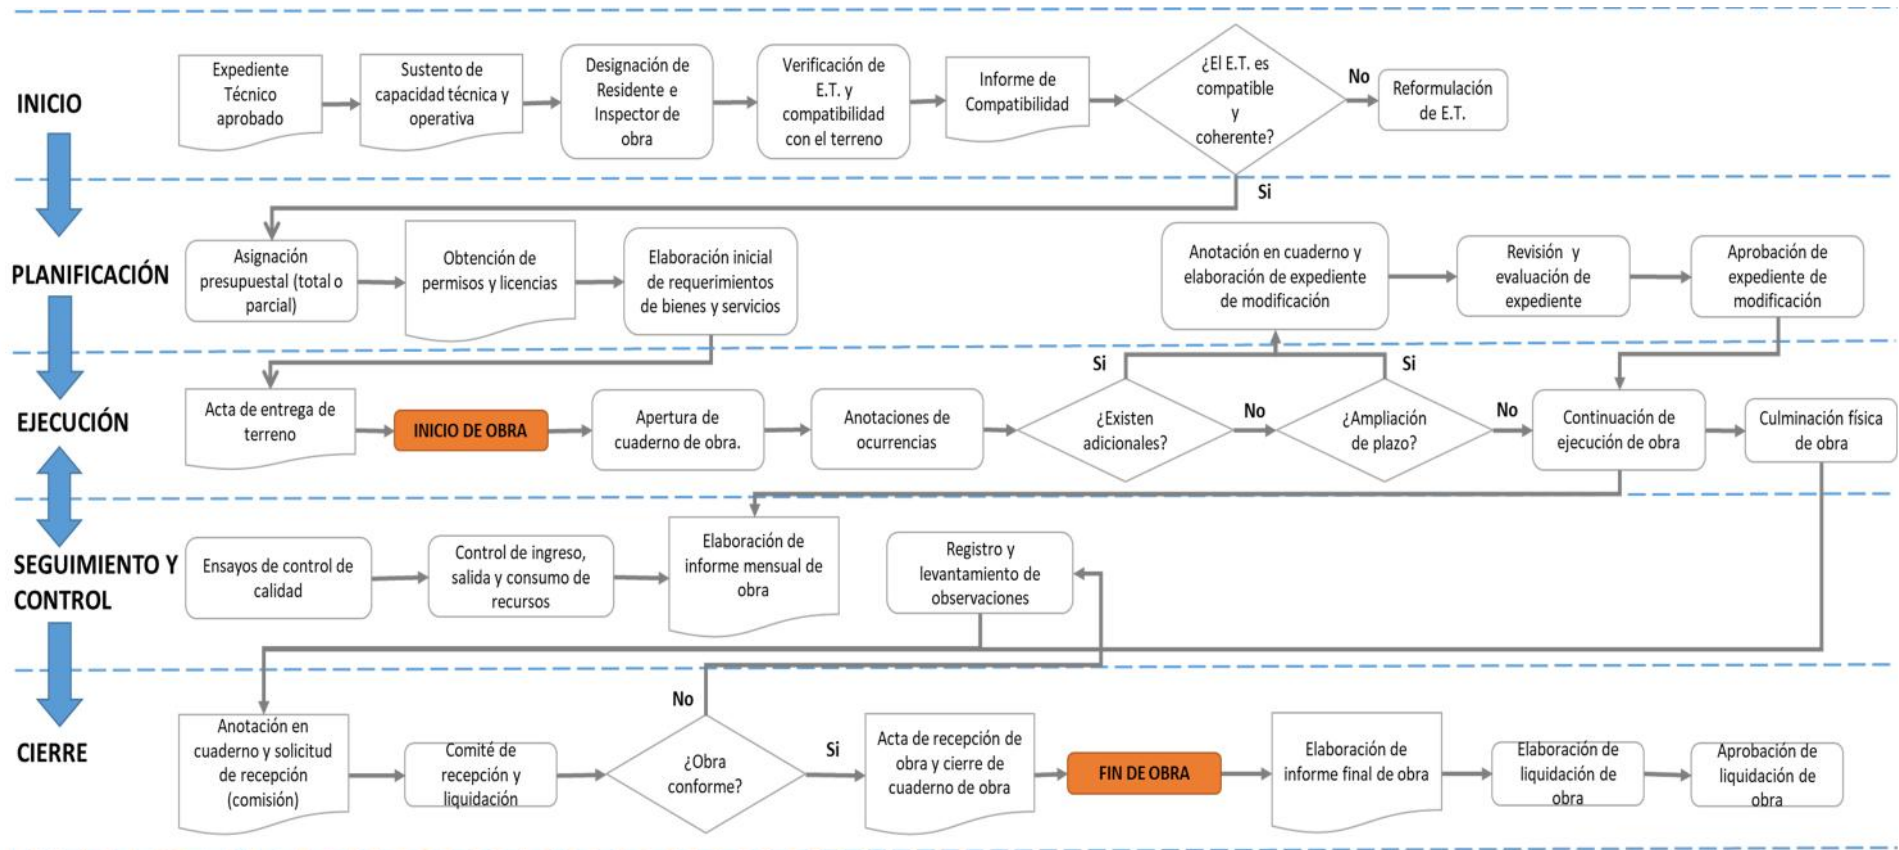 INICIO
Expediente
Técnico
aprobado
Sustento de
capacidad técnica y
operativa
Designación de
Residente e
Inspector de
obra
Verificación de
E.T. y
compatibilidad
con el terreno
Informe de
Compatibilidad
¿El E.T. es
compatible
y
coherente?
No
Reformulación
de E.T.
Si
PLANIFICACIÓN
Asignación
presupuestal (total o
parcial)
Obtención de
permisos y licencias
Elaboración inicial
de requerimientos
de bienes y servicios
Anotación en cuaderno y
elaboración de expediente
de modificación
Revisión y
evaluación de
expediente
Aprobación de
expediente de
modificación
EJECUCIÓN
Acta de entrega de
terreno
INICIO DE OBRA
Apertura de
cuaderno de obra.
Anotaciones de
ocurrencias
Si
¿Existen
adicionales?
No
Si
¿Ampliación
de plazo?
No
Continuación de
ejecución de obra
Culminación física
de obra
SEGUIMIENTO Y
CONTROL
Ensayos de control de
calidad
Control de ingreso,
salida y consumo de
recursos
Elaboración de
informe mensual de
obra
Registro y
levantamiento de
observaciones
CIERRE
Anotación en
cuaderno y solicitud
de recepción
(comisión)
Comité de
recepción y
liquidación
No
¿Obra
conforme?
Si
Acta de recepción de
obra y cierre de
cuaderno de obra
FIN DE OBRA
Elaboración de
informe final de obra
Elaboración de
liquidación de
obra
Aprobación de
liquidación de
obra